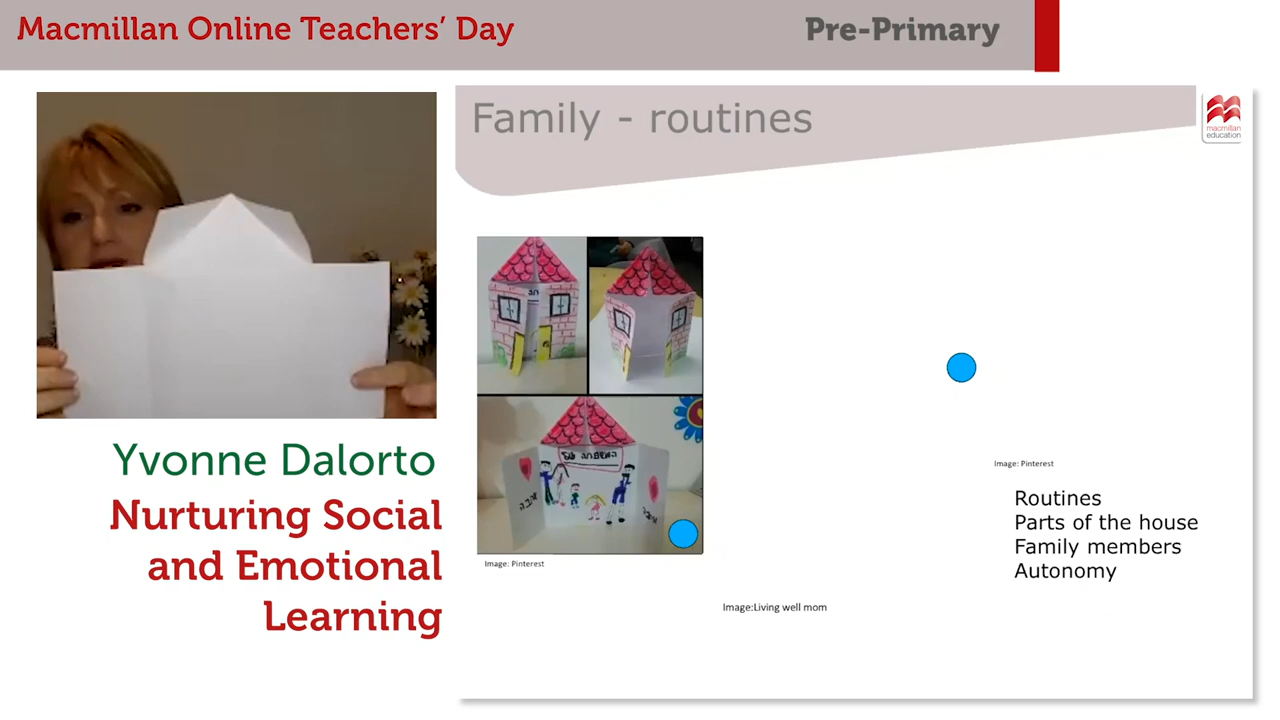 Macmillan Online Teachers’ Day
Pre-Primary
Family - routines
macmillan
education
Yvonne Dalorto
Nurturing Social
and Emotional
Learning
Image: Pinterest
Image:Living well mom
Image: Pinterest
Routines
Parts of the house
Family members
Autonomy